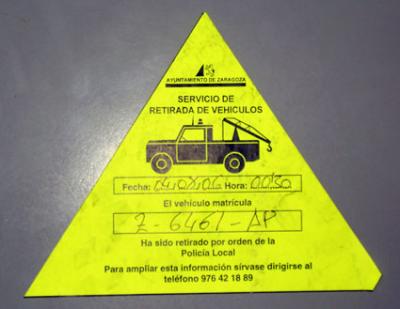 AYUNTAMIENTO DE ZARAGOZA
SERVICIO DE
RETIRADA DE VEHICULOS
Fecha: 04.08.06 Hora: 00:30
El vehículo matrícula
Z-6461-AP
Ha sido retirado por orden de la
Policía Local
Para ampliar esta información sírvase dirigirse al
teléfono 976 42 18 89